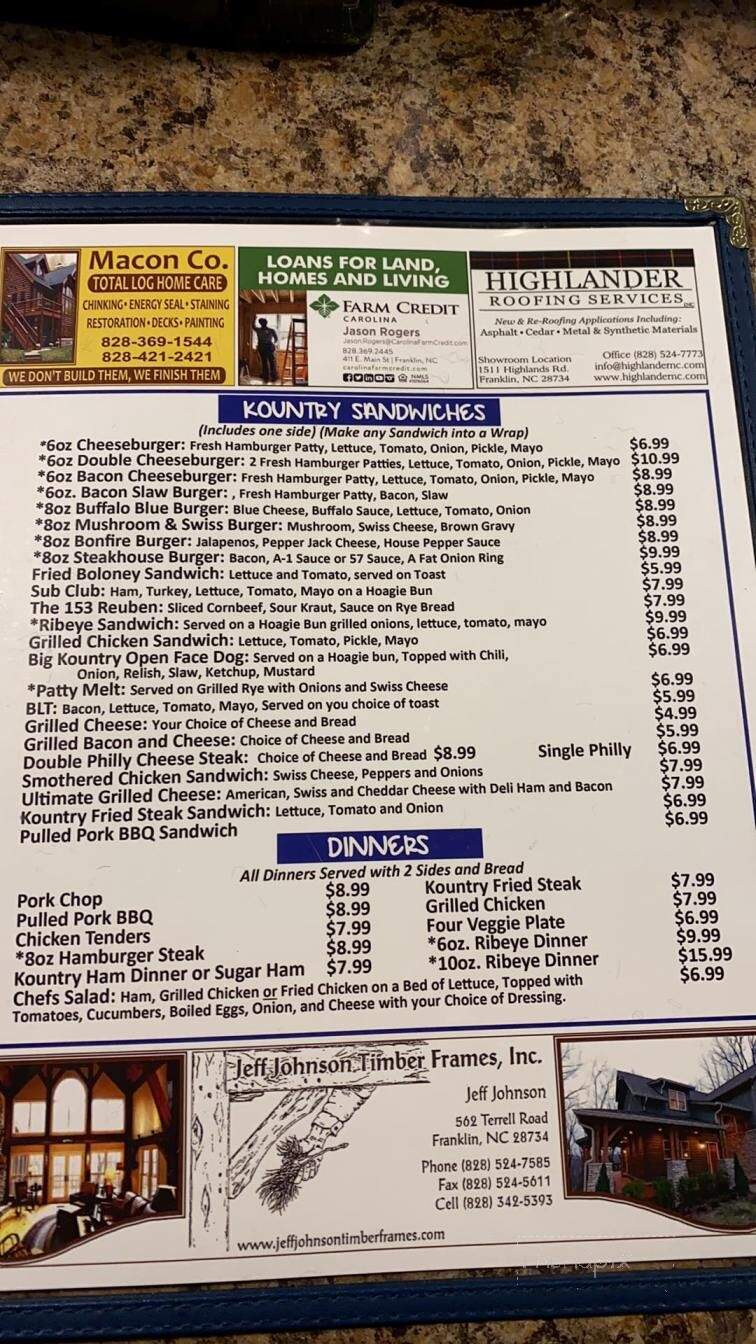 Macon Co.
TOTAL LOG HOME CARE
CHINKING • ENERGY SEAL • STAINING
RESTORATION • DECKS • PAINTING
828-369-1544
828-421-2421
WE DON'T BUILD THEM, WE FINISH THEM
LOANS FOR LAND,
HOMES AND LIVING
FARM CREDIT
CAROLINA
Jason Rogers
Jason.Rogers@CarolinaFarmCredit.com
828.369.2445
411 E. Main St | Franklin, NC
carolinafarmcredit.com
HIGHLANDER
ROOFING SERVICES INC
New & Re-Roofing Applications Including:
Asphalt • Cedar • Metal & Synthetic Materials
Showroom Location
1511 Highlands Rd.
Franklin, NC 28734
Office (828) 524-7773
info@highlandernc.com
www.highlandernc.com
KOUNTRY SANDWICHES
(Includes one side) (Make any Sandwich into a Wrap)
*6oz Cheeseburger: Fresh Hamburger Patty, Lettuce, Tomato, Onion, Pickle, Mayo $6.99
*6oz Double Cheeseburger: 2 Fresh Hamburger Patties, Lettuce, Tomato, Onion, Pickle, Mayo $10.99
*6oz Bacon Cheeseburger: Fresh Hamburger Patty, Lettuce, Tomato, Onion, Pickle, Mayo $8.99
*6oz. Bacon Slaw Burger: , Fresh Hamburger Patty, Bacon, Slaw $8.99
*8oz Buffalo Blue Burger: Blue Cheese, Buffalo Sauce, Lettuce, Tomato, Onion $8.99
*8oz Mushroom & Swiss Burger: Mushroom, Swiss Cheese, Brown Gravy $8.99
*8oz Bonfire Burger: Jalapenos, Pepper Jack Cheese, House Pepper Sauce $8.99
*8oz Steakhouse Burger: Bacon, A-1 Sauce or 57 Sauce, A Fat Onion Ring $9.99
Fried Boloney Sandwich: Lettuce and Tomato, served on Toast $5.99
Sub Club: Ham, Turkey, Lettuce, Tomato, Mayo on a Hoagie Bun $7.99
The 153 Reuben: Sliced Cornbeef, Sour Kraut, Sauce on Rye Bread $7.99
*Ribeye Sandwich: Served on a Hoagie Bun grilled onions, lettuce, tomato, mayo $9.99
Grilled Chicken Sandwich: Lettuce, Tomato, Pickle, Mayo $6.99
Big Kountry Open Face Dog: Served on a Hoagie bun, Topped with Chili, $6.99
Onion, Relish, Slaw, Ketchup, Mustard
*Patty Melt: Served on Grilled Rye with Onions and Swiss Cheese $6.99
BLT: Bacon, Lettuce, Tomato, Mayo, Served on you choice of toast $5.99
Grilled Cheese: Your Choice of Cheese and Bread $4.99
Grilled Bacon and Cheese: Choice of Cheese and Bread $5.99
Double Philly Cheese Steak: Choice of Cheese and Bread $8.99 Single Philly $6.99
Smothered Chicken Sandwich: Swiss Cheese, Peppers and Onions $7.99
Ultimate Grilled Cheese: American, Swiss and Cheddar Cheese with Deli Ham and Bacon $7.99
Kountry Fried Steak Sandwich: Lettuce, Tomato and Onion $6.99
Pulled Pork BBQ Sandwich $6.99
DINNERS
All Dinners Served with 2 Sides and Bread
Pork Chop $8.99 Kountry Fried Steak $7.99
Pulled Pork BBQ $8.99 Grilled Chicken $7.99
Chicken Tenders $7.99 Four Veggie Plate $6.99
*8oz Hamburger Steak $8.99 *6oz. Ribeye Dinner $9.99
Kountry Ham Dinner or Sugar Ham $7.99 *10oz. Ribeye Dinner $15.99
Chefs Salad: Ham, Grilled Chicken or Fried Chicken on a Bed of Lettuce, Topped with $6.99
Tomatoes, Cucumbers, Boiled Eggs, Onion, and Cheese with your Choice of Dressing.
Jeff Johnson Timber Frames, Inc.
Jeff Johnson
562 Terrell Road
Franklin, NC 28734
Phone (828) 524-7585
Fax (828) 524-5611
Cell (828) 342-5393
www.jeffjohnsontimberframes.com
menupix